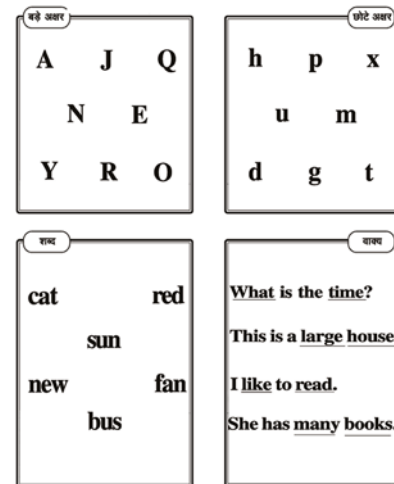 बड़े अक्षर
A J Q
N E
Y R O
छोटे अक्षर
h p x
u m
d g t
शब्द
cat red
sun
new fan
bus
वाक्य
What is the time?
This is a large house
I like to read.
She has many books.